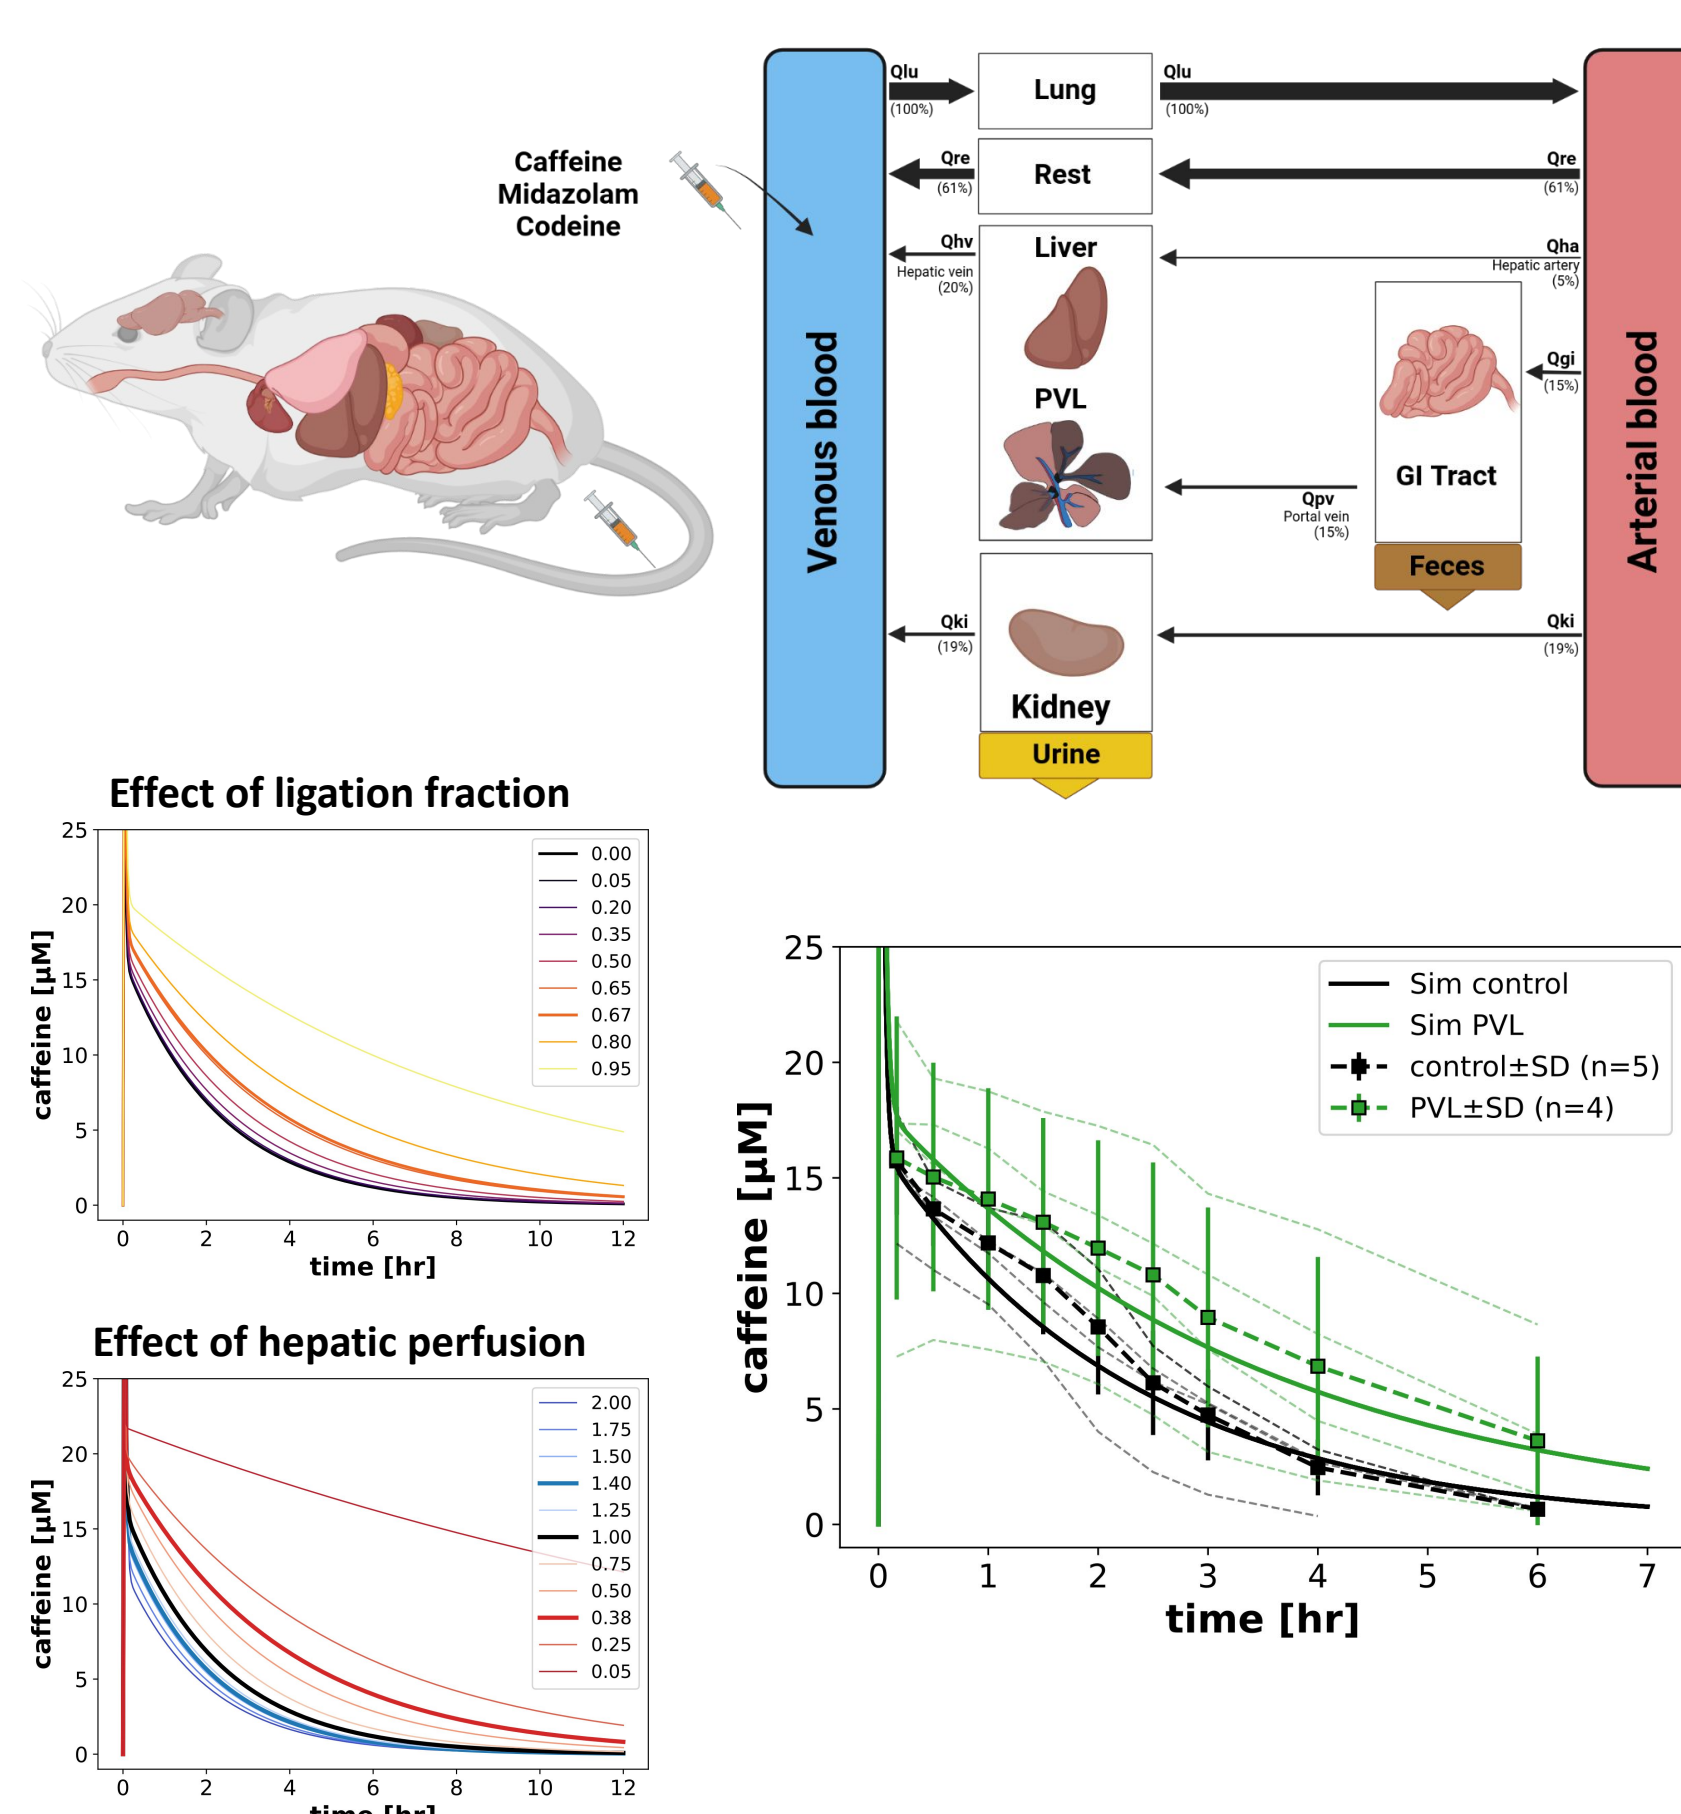 Caffeine
Midazolam
Codeine
Venous blood
Qlu
(100%)
Lung
Qlu
(100%)
Qre
(61%)
Rest
Qre
(61%)
Qhv
Hepatic vein
(20%)
Liver
PVL
Qha
Hepatic artery
(5%)
Qgi
(15%)
GI Tract
Qpv
Portal vein
(15%)
Feces
Qki
(19%)
Kidney
Urine
Qki
(19%)
Arterial blood
Effect of ligation fraction
25
20
15
10
5
0
caffeine [µM]
0 2 4 6 8 10 12
time [hr]
0.00
0.05
0.20
0.35
0.50
0.65
0.67
0.80
0.95
Effect of hepatic perfusion
25
20
15
10
5
0
caffeine [µM]
0 2 4 6 8 10 12
time [hr]
2.00
1.75
1.50
1.40
1.25
1.00
0.75
0.50
0.38
0.25
0.05
25
20
15
10
5
0
caffeine [µM]
0 1 2 3 4 5 6 7
time [hr]
Sim control
Sim PVL
control±SD (n=5)
PVL±SD (n=4)